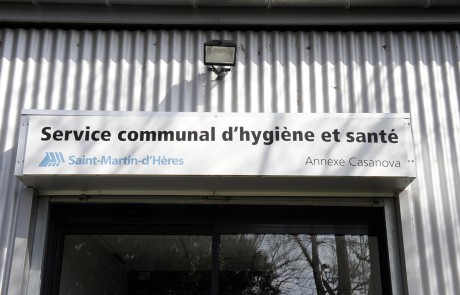 Service communal d'hygiène et santé
Saint-Martin-d'Hères Annexe Casanova